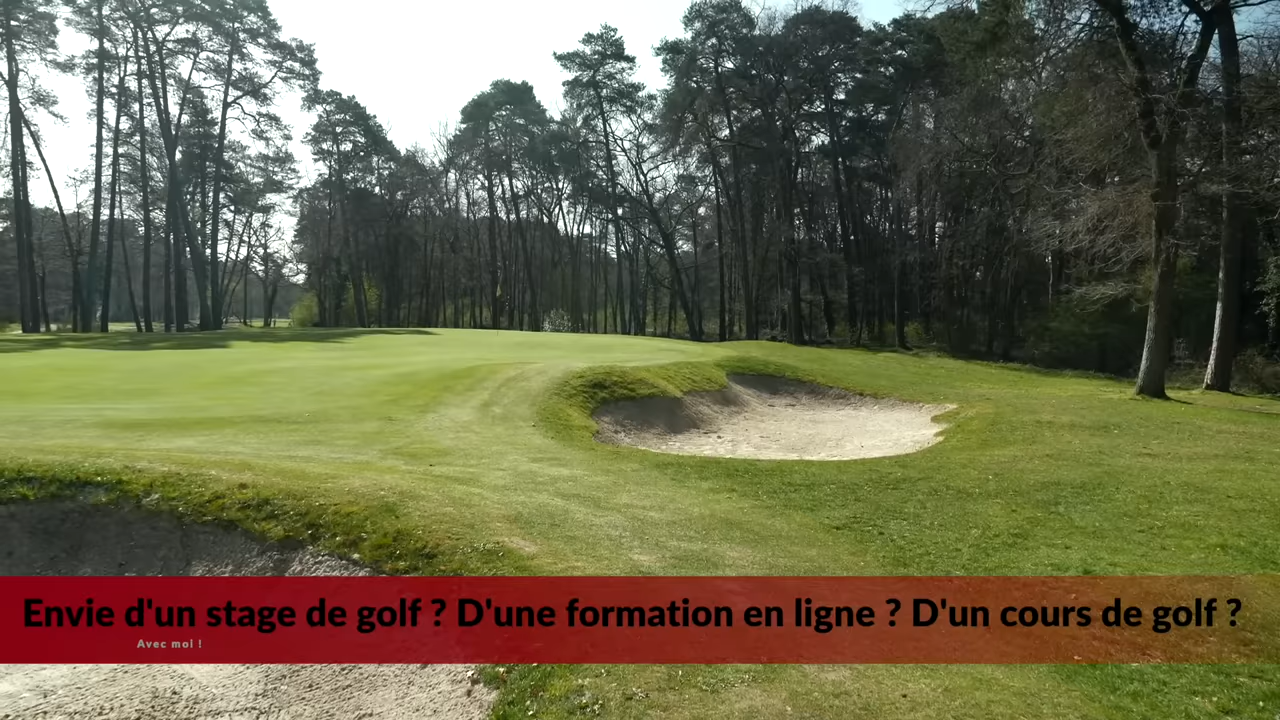 Envie d'un stage de golf ? D'une formation en ligne ? D'un cours de golf ?
Avec moi !